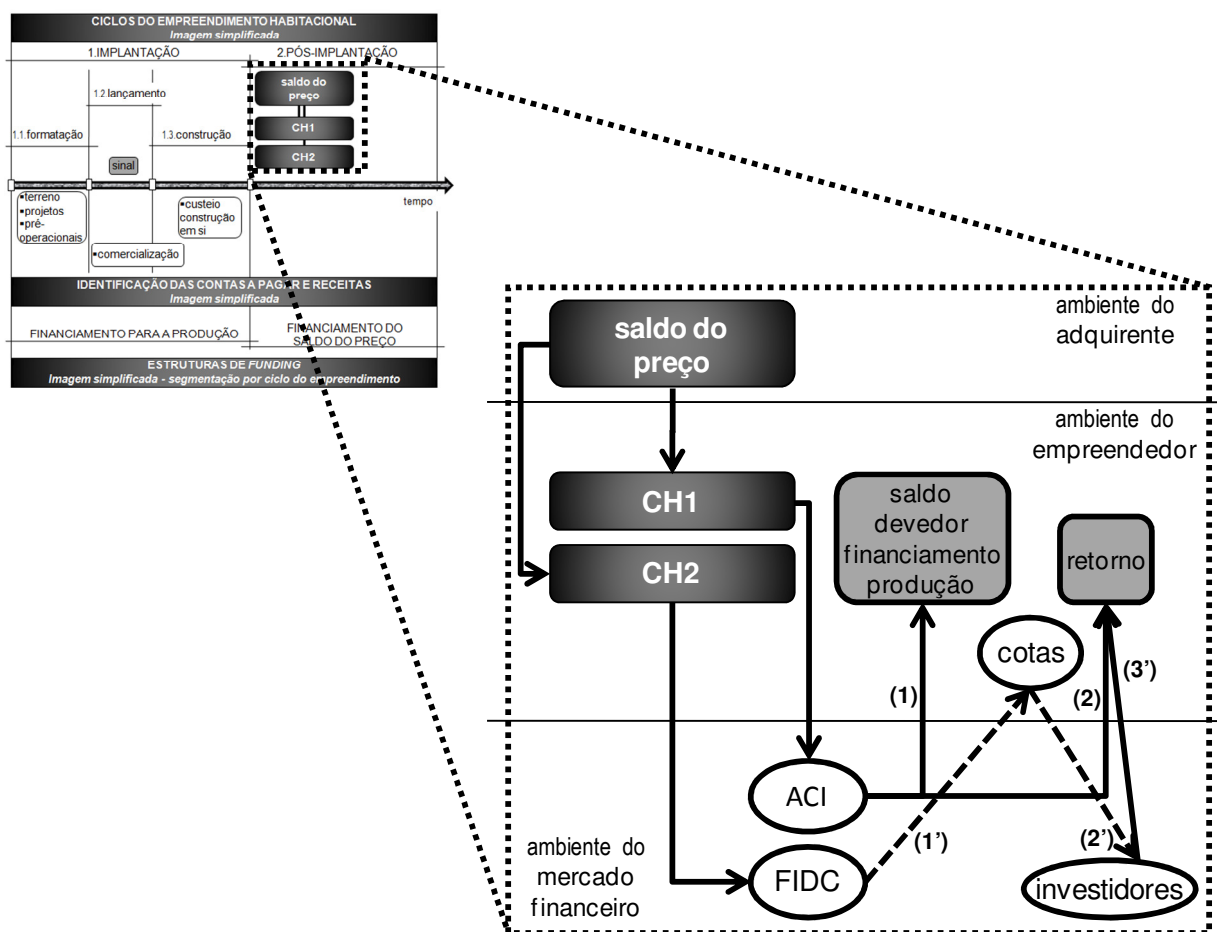 CICLOS DO EMPREENDIMENTO HABITACIONAL
Imagem simplificada
1.IMPLANTAÇÃO
2.PÓS-IMPLANTAÇÃO
saldo do
preço
1.2.lançamento
1.1.formatação
1.3.construção
CH1
CH2
sinal
tempo
▪terreno
▪projetos
▪pré-
operacionais
▪custeio
construção
em si
▪comercialização
IDENTIFICAÇÃO DAS CONTAS A PAGAR E RECEITAS
Imagem simplificada
FINANCIAMENTO PARA A PRODUÇÃO
FINANCIAMENTO DO
SALDO DO PREÇO
ESTRUTURAS DE FUNDING
Imagem simplificada - segmentação por ciclo do empreendimento
saldo do
preço
ambiente do
adquirente
ambiente do
empreendedor
CH1
CH2
saldo
devedor
financiamento
produção
retorno
cotas
(1)
(2)
(3')
ACI
(1')
(2')
FIDC
investidores
ambiente do
mercado
financeiro